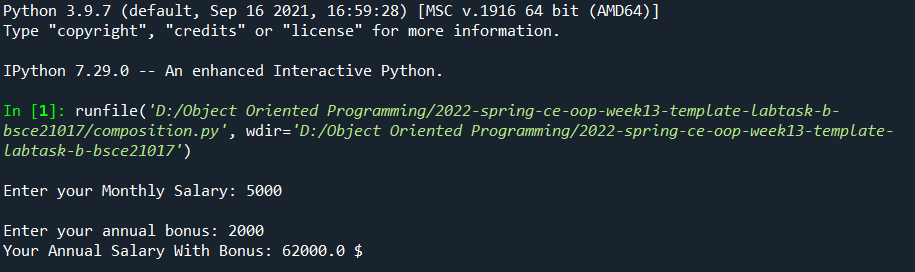 Python 3.9.7 (default, Sep 16 2021, 16:59:28) [MSC v.1916 64 bit (AMD64)]
Type "copyright", "credits" or "license" for more information.
IPython 7.29.0 -- An enhanced Interactive Python.
In [1]: runfile('D:/Object Oriented Programming/2022-spring-ce-oop-week13-template-labtask-b-
bsce21017/composition.py', wdir='D:/Object Oriented Programming/2022-spring-ce-oop-week13-template-
labtask-b-bsce21017')
Enter your Monthly Salary: 5000
Enter your annual bonus: 2000
Your Annual Salary With Bonus: 62000.0 $